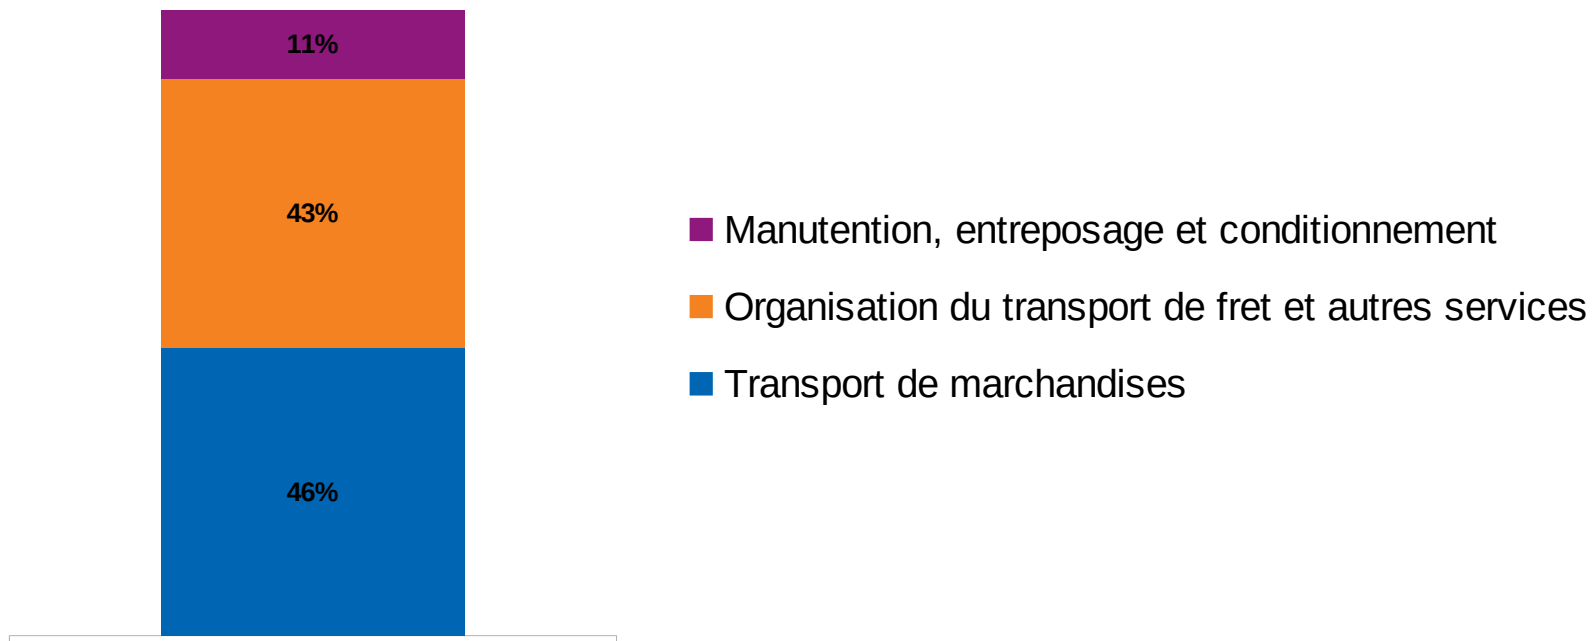 11%
43%
46%
Manutention, entreposage et conditionnement
Organisation du transport de fret et autres services
Transport de marchandises